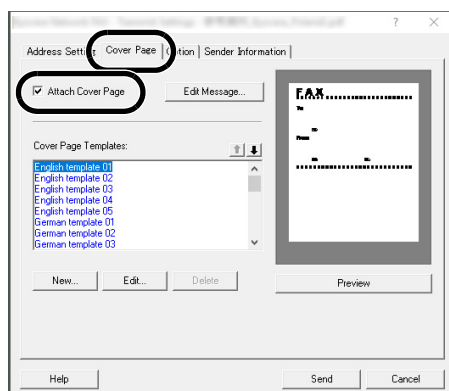 Address Setting Cover Page Option Sender Information
Attach Cover Page
Edit Message...
Cover Page Templates:
English template 01
English template 02
English template 03
English template 04
English template 05
German template 01
German template 02
German template 03
New...
Edit...
Delete
FAX
To:
Preview
Help
Send
Cancel